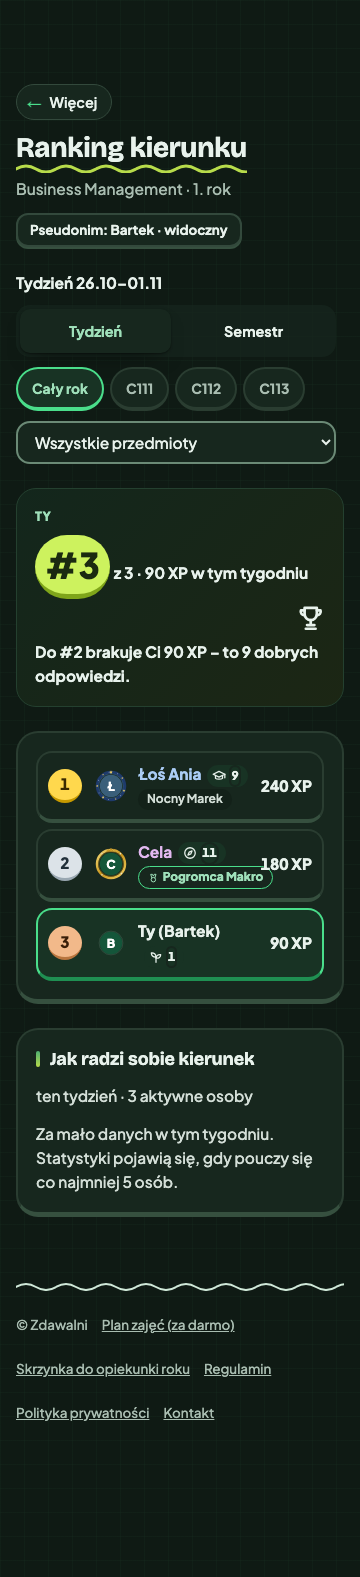 ← Więcej
Ranking kierunku
Business Management · 1. rok
Pseudonim: Bartek · widoczny
Tydzień 26.10–01.11
Tydzień Semestr
Cały rok C111 C112 C113
Wszystkie przedmioty
TY
#3 z 3 · 90 XP w tym tygodniu
Do #2 brakuje Ci 90 XP – to 9 dobrych
odpowiedzi.
1 Ł Łoś Ania 9 240 XP
Nocny Marek
2 C Cela 11 180 XP
Pogromca Makro
3 B Ty (Bartek) 90 XP
1
Jak radzi sobie kierunek
ten tydzień · 3 aktywne osoby
Za mało danych w tym tygodniu.
Statystyki pojawią się, gdy pouczy się
co najmniej 5 osób.
© Zdawalni Plan zajęć (za darmo)
Skrzynka do opiekunki roku Regulamin
Polityka prywatności Kontakt